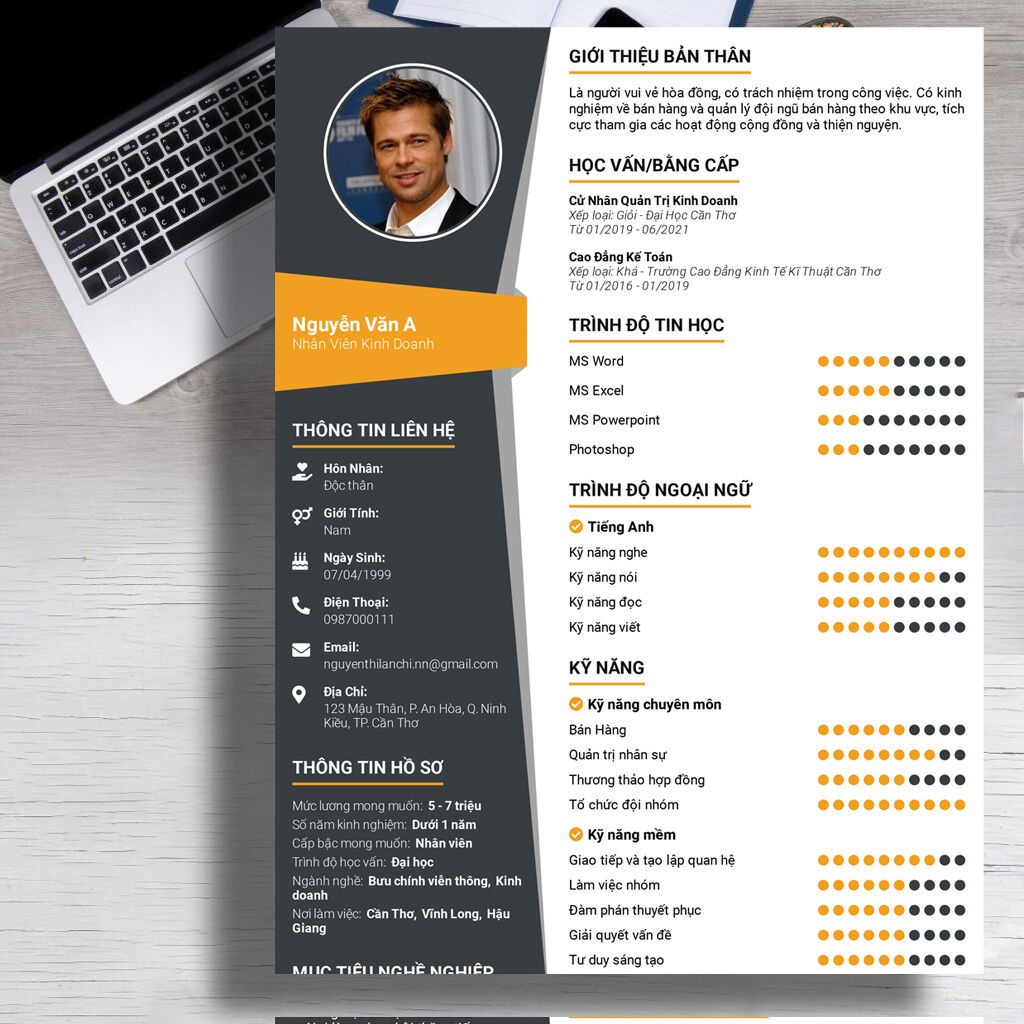 Nguyễn Văn A
Nhân Viên Kinh Doanh
THÔNG TIN LIÊN HỆ
Hôn Nhân:
Độc thân
Giới Tính:
Nam
Ngày Sinh:
07/04/1999
Điện Thoại:
0987000111
Email:
nguyenthilanchi.nn@gmail.com
Địa Chỉ:
123 Mậu Thân, P. An Hòa, Q. Ninh
Kiều, TP. Cần Thơ
THÔNG TIN HỒ SƠ
Mức lương mong muốn: 5 - 7 triệu
Số năm kinh nghiệm: Dưới 1 năm
Cấp bậc mong muốn: Nhân viên
Trình độ học vấn: Đại học
Ngành nghề: Bưu chính viễn thông, Kinh
doanh
Nơi làm việc: Cần Thơ, Vĩnh Long, Hậu
Giang
MỤC TIÊU NGHỀ NGHIỆP
GIỚI THIỆU BẢN THÂN
Là người vui vẻ hòa đồng, có trách nhiệm trong công việc. Có kinh
nghiệm về bán hàng và quản lý đội ngũ bán hàng theo khu vực, tích
cực tham gia các hoạt động cộng đồng và thiện nguyện.
HỌC VẤN/BẰNG CẤP
Cử Nhân Quản Trị Kinh Doanh
Xếp loại: Giỏi - Đại Học Cần Thơ
Từ 01/2019 - 06/2021
Cao Đẳng Kế Toán
Xếp loại: Khá - Trường Cao Đẳng Kinh Tế Kĩ Thuật Cần Thơ
Từ 01/2016 - 01/2019
TRÌNH ĐỘ TIN HỌC
MS Word
MS Excel
MS Powerpoint
Photoshop
TRÌNH ĐỘ NGOẠI NGỮ
Tiếng Anh
Kỹ năng nghe
Kỹ năng nói
Kỹ năng đọc
Kỹ năng viết
KỸ NĂNG
Kỹ năng chuyên môn
Bán Hàng
Quản trị nhân sự
Thương thảo hợp đồng
Tổ chức đội nhóm
Kỹ năng mềm
Giao tiếp và tạo lập quan hệ
Làm việc nhóm
Đàm phán thuyết phục
Giải quyết vấn đề
Tư duy sáng tạo